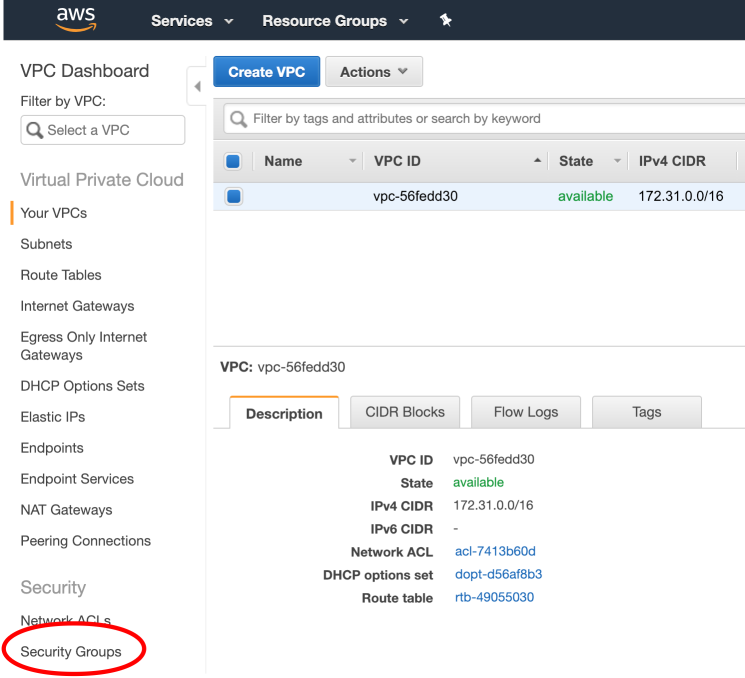 aws Services Resource Groups
VPC Dashboard
Filter by VPC:
Select a VPC
Virtual Private Cloud
Your VPCs
Subnets
Route Tables
Internet Gateways
Egress Only Internet
Gateways
DHCP Options Sets
Elastic IPs
Endpoints
Endpoint Services
NAT Gateways
Peering Connections
Security
Network ACLs
Security Groups
Create VPC Actions
Filter by tags and attributes or search by keyword
Name VPC ID State IPv4 CIDR
vpc-56fedd30 available 172.31.0.0/16
VPC: vpc-56fedd30
Description CIDR Blocks Flow Logs Tags
VPC ID vpc-56fedd30
State available
IPv4 CIDR 172.31.0.0/16
IPv6 CIDR -
Network ACL acl-7413b60d
DHCP options set dopt-d56af8b3
Route table rtb-49055030